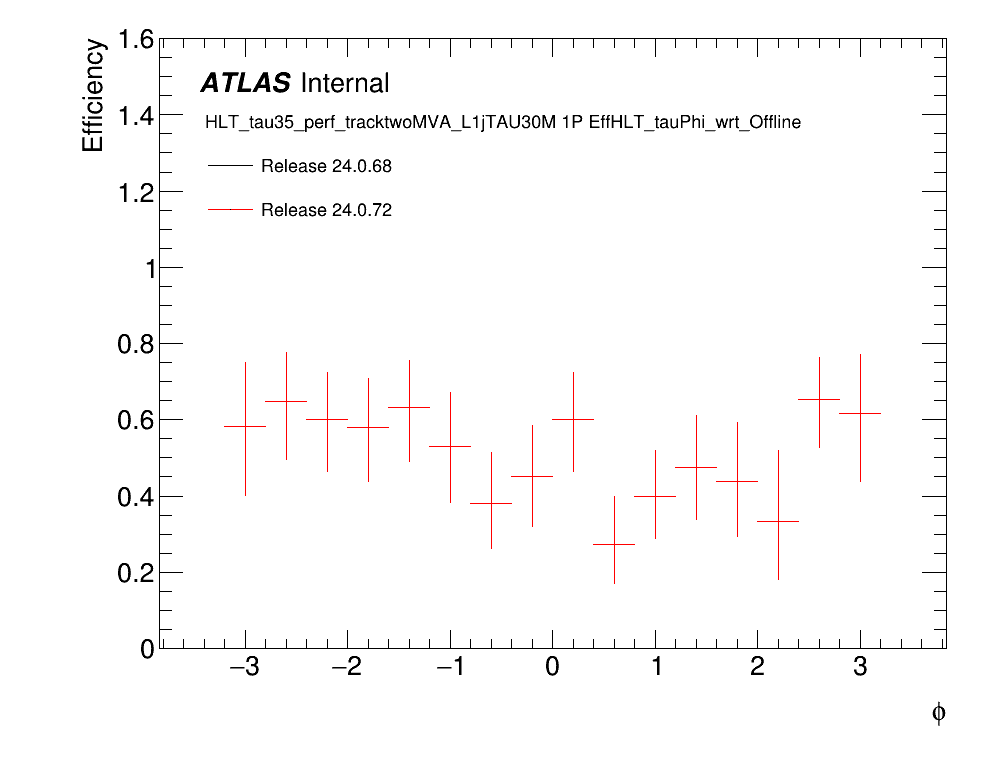 Efficiency
1.6
1.4
1.2
1
0.8
0.6
0.4
0.2
0
ATLAS Internal
HLT_tau35_perf_tracktwoMVA_L1jTAU30M 1P EffHLT_tauPhi_wrt_Offline
Release 24.0.68
Release 24.0.72
−3 −2 −1 0 1 2 3
ϕ